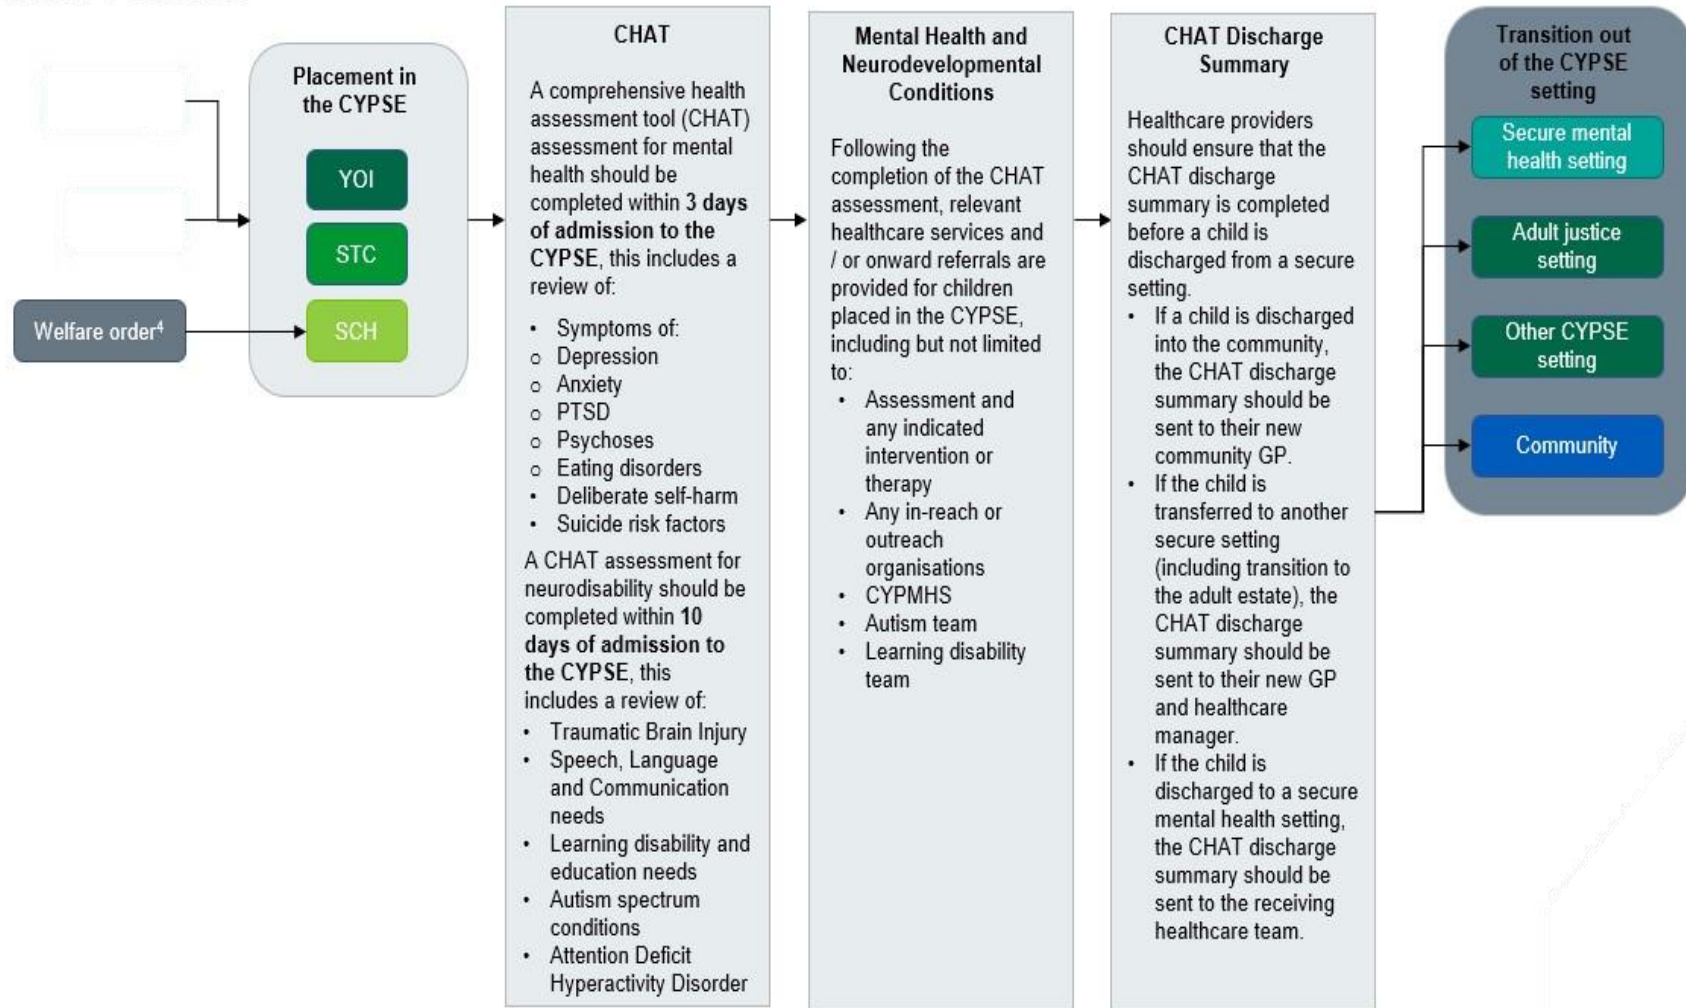 Welfare order⁴
Placement in
the CYPSE
YOI
STC
SCH
CHAT
A comprehensive health
assessment tool (CHAT)
assessment for mental
health should be
completed within 3 days
of admission to the
CYPSE, this includes a
review of:
• Symptoms of:
o Depression
o Anxiety
o PTSD
o Psychoses
o Eating disorders
• Deliberate self-harm
• Suicide risk factors
A CHAT assessment for
neurodisability should be
completed within 10
days of admission to
the CYPSE, this
includes a review of:
• Traumatic Brain Injury
• Speech, Language
and Communication
needs
• Learning disability and
education needs
• Autism spectrum
conditions
• Attention Deficit
Hyperactivity Disorder
Mental Health and
Neurodevelopmental
Conditions
Following the
completion of the CHAT
assessment, relevant
healthcare services and
/ or onward referrals are
provided for children
placed in the CYPSE,
including but not limited
to:
• Assessment and
any indicated
intervention or
therapy
• Any in-reach or
outreach
organisations
• CYPMHS
• Autism team
• Learning disability
team
CHAT Discharge
Summary
Healthcare providers
should ensure that the
CHAT discharge
summary is completed
before a child is
discharged from a secure
setting.
• If a child is discharged
into the community,
the CHAT discharge
summary should be
sent to their new
community GP.
• If the child is
transferred to another
secure setting
(including transition to
the adult estate), the
CHAT discharge
summary should be
sent to their new GP
and healthcare
manager.
• If the child is
discharged to a secure
mental health setting,
the CHAT discharge
summary should be
sent to the receiving
healthcare team.
Transition out
of the CYPSE
setting
Secure mental
health setting
Adult justice
setting
Other CYPSE
setting
Community